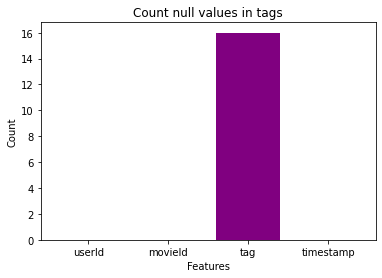 Count null values in tags
16
14
12
10
8
6
4
2
0
Count
userId
movieId
tag
timestamp
Features